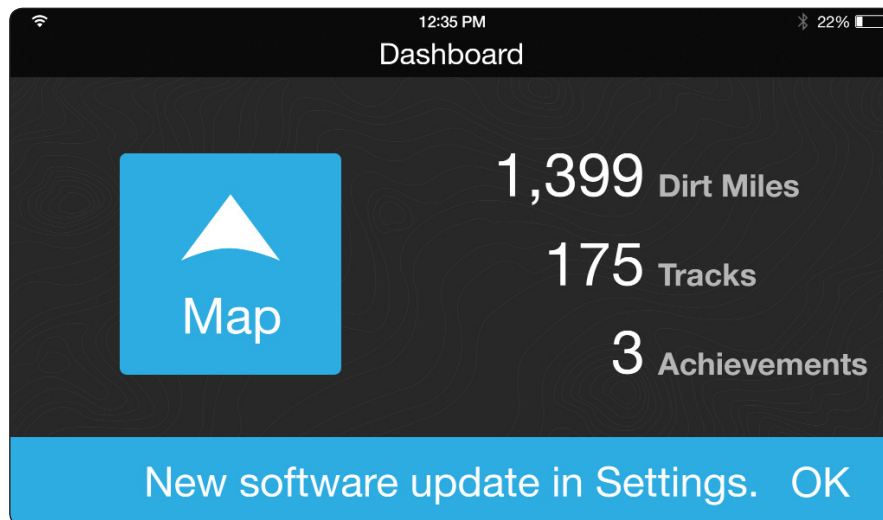 12:35 PM
22%
Dashboard
1,399 Dirt Miles
175 Tracks
Map
3 Achievements
New software update in Settings. OK